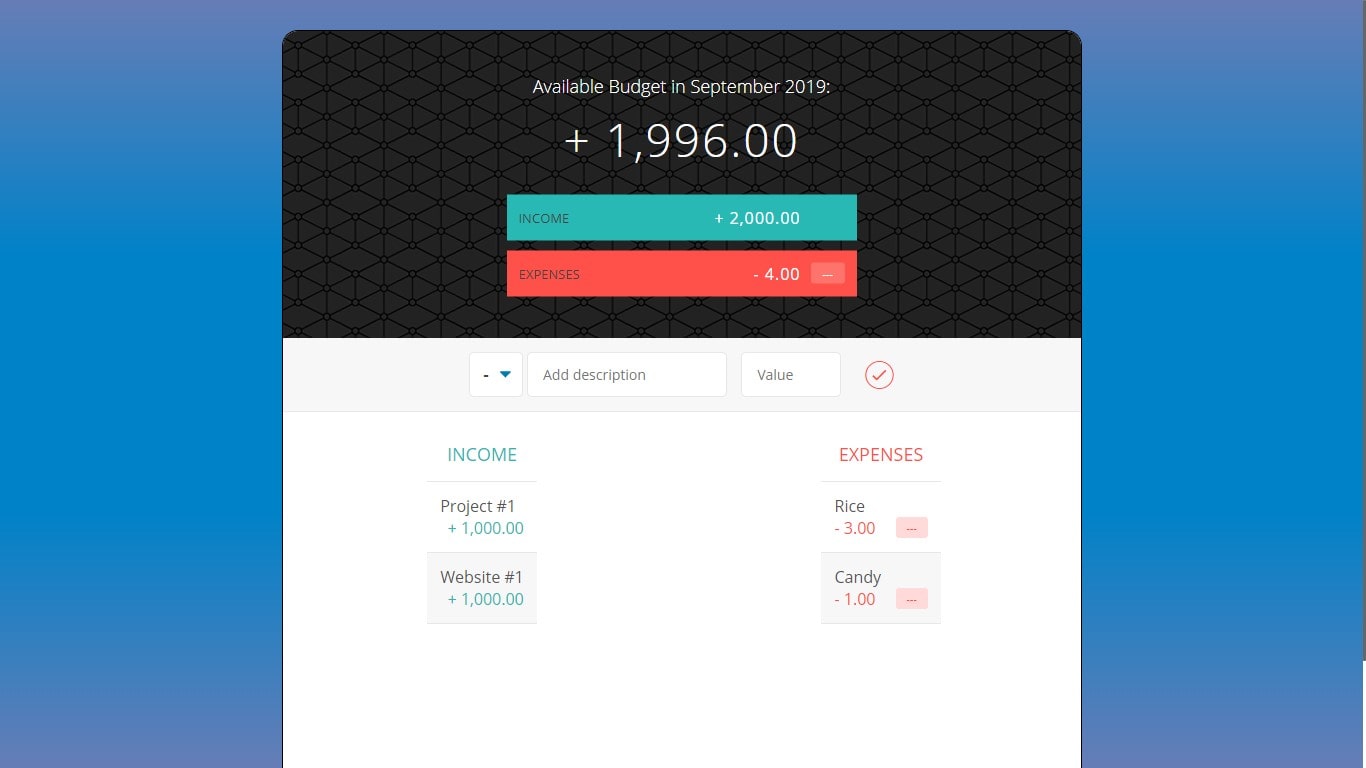 Available Budget in September 2019:
+ 1,996.00
INCOME + 2,000.00
EXPENSES - 4.00 ---
- Add description Value
INCOME
Project #1
+ 1,000.00
Website #1
+ 1,000.00
EXPENSES
Rice
- 3.00 ---
Candy
- 1.00 ---